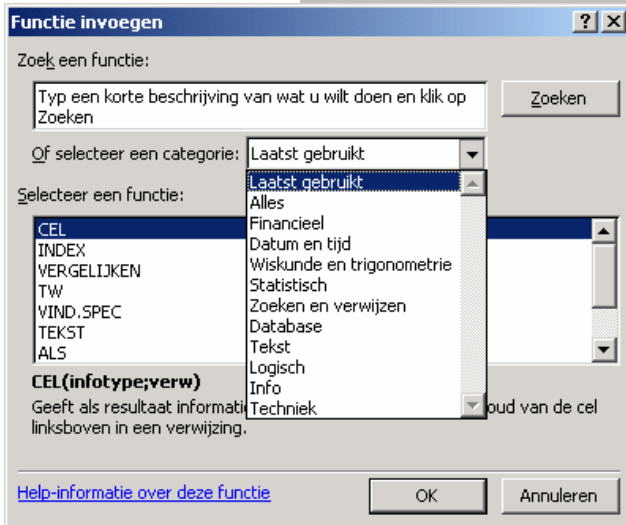 Functie invoegen
Zoek een functie:
Typ een korte beschrijving van wat u wilt doen en klik op
Zoeken
Zoeken
Of selecteer een categorie:
Laatst gebruikt
Laatst gebruikt
Alles
Financieel
Datum en tijd
Wiskunde en trigonometrie
Statistisch
Zoeken en verwijzen
Database
Tekst
Logisch
Info
Techniek
Selecteer een functie:
CEL
INDEX
VERGELIJKEN
TW
VIND.SPEC
TEKST
ALS
CEL(infotype;verw)
Geeft als resultaat informati oud van de cel
linksboven in een verwijzing.
Help-informatie over deze functie
OK
Annuleren